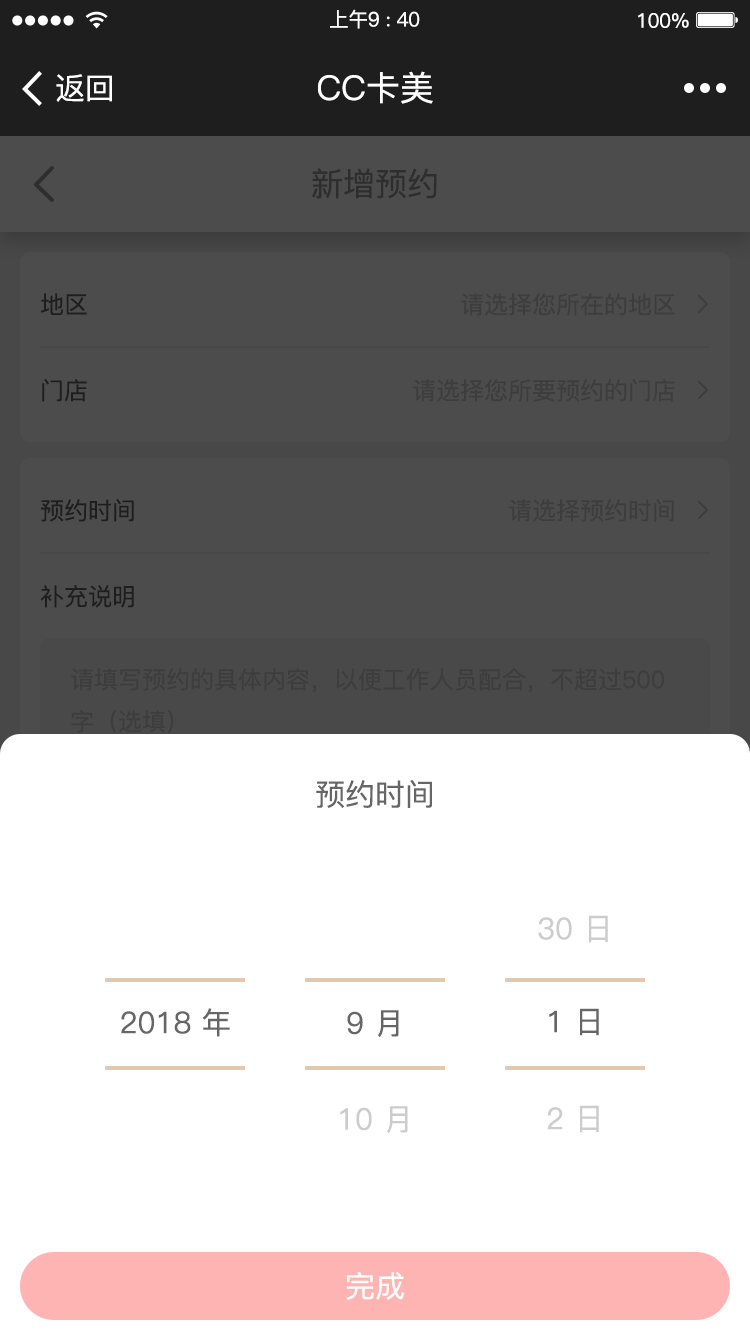 上午9 : 40
100%
返回
CC卡美
新增预约
地区 请选择您所在的地区
门店 请选择您所要预约的门店
预约时间 请选择预约时间
补充说明
请填写预约的具体内容，以便工作人员配合，不超过500
字（选填）
预约时间
30 日
2018 年 9 月 1 日
10 月 2 日
完成